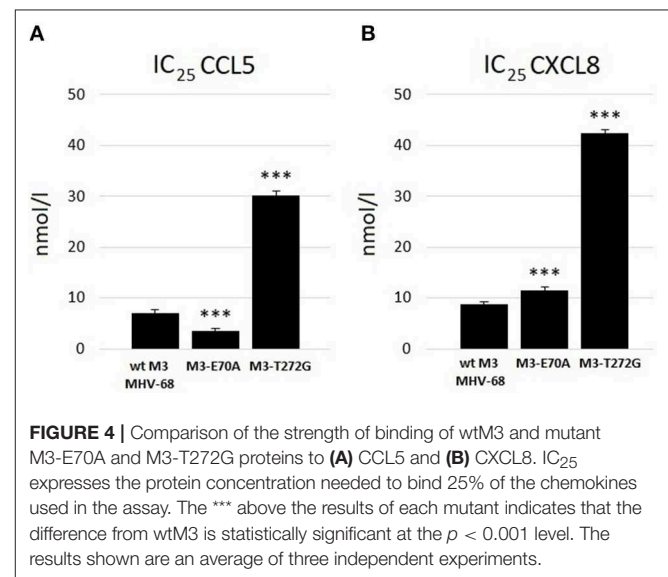 A
IC25 CCL5
50
40
30
20
10
0
nmol/l
***
***
wt M3
MHV-68
M3-E70A
M3-T272G
B
IC25 CXCL8
50
40
30
20
10
0
nmol/l
***
***
wt M3
MHV-68
M3-E70A
M3-T272G
FIGURE 4 | Comparison of the strength of binding of wtM3 and mutant
M3-E70A and M3-T272G proteins to (A) CCL5 and (B) CXCL8. IC25
expresses the protein concentration needed to bind 25% of the chemokines
used in the assay. The *** above the results of each mutant indicates that the
difference from wtM3 is statistically significant at the p < 0.001 level. The
results shown are an average of three independent experiments.